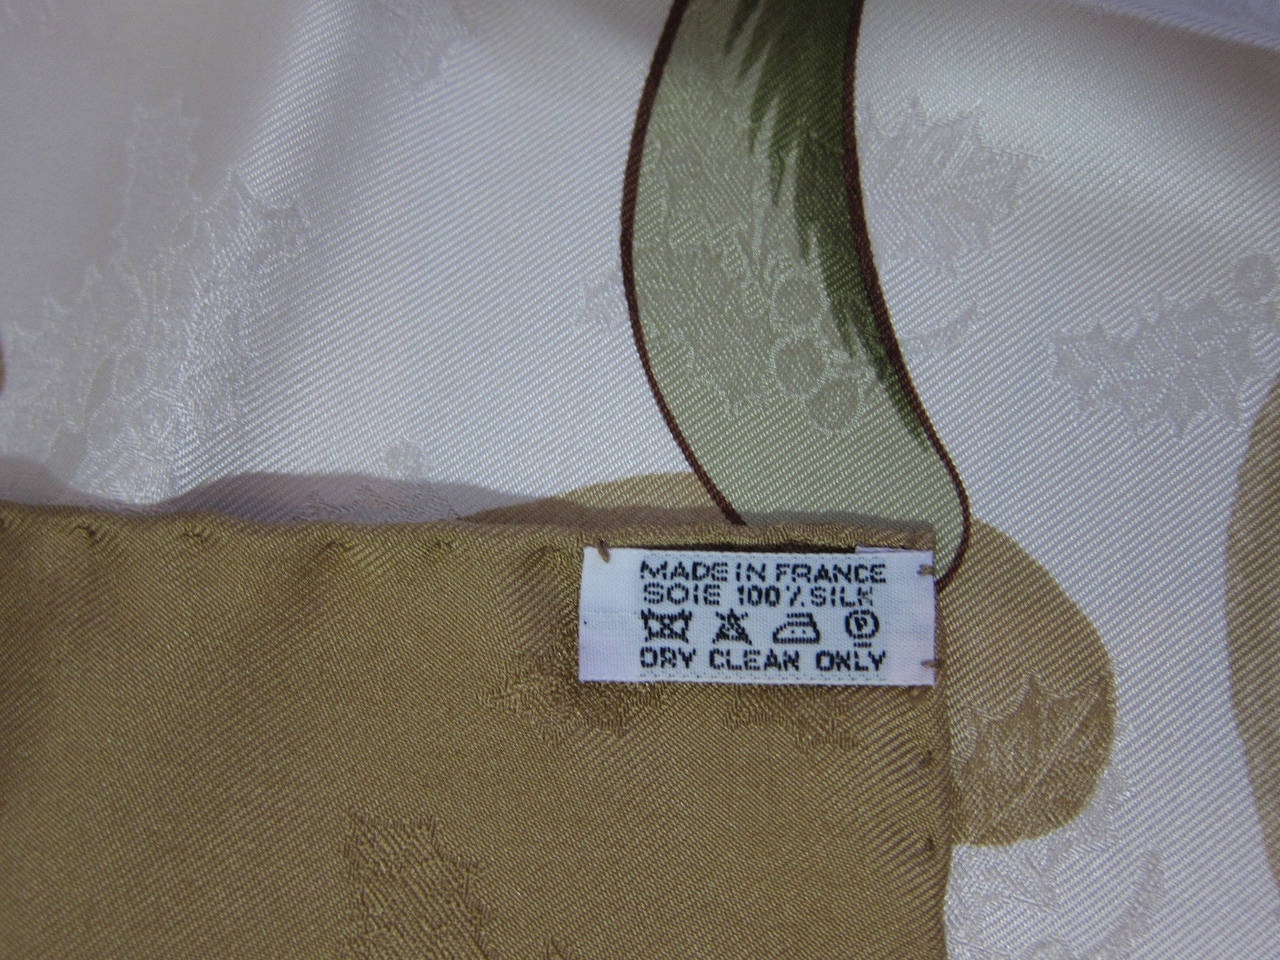 MADE IN FRANCE
SOIE 100% SILK
DRY CLEAN ONLY